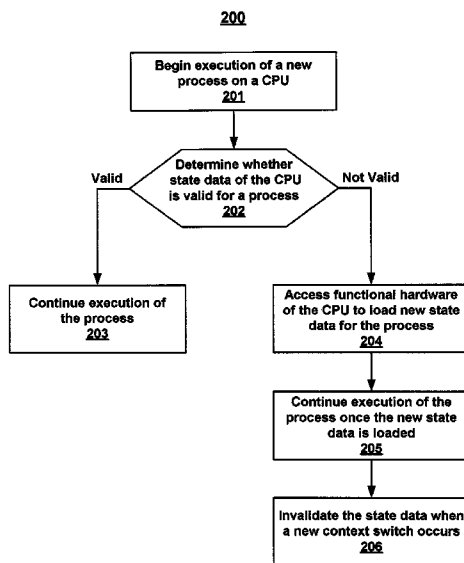 200
Begin execution of a new
process on a CPU
201
Determine whether
state data of the CPU
is valid for a process
202
Valid
Not Valid
Continue execution of
the process
203
Access functional hardware
of the CPU to load new state
data for the process
204
Continue execution of the
process once the new state
data is loaded
205
Invalidate the state data when
a new context switch occurs
206